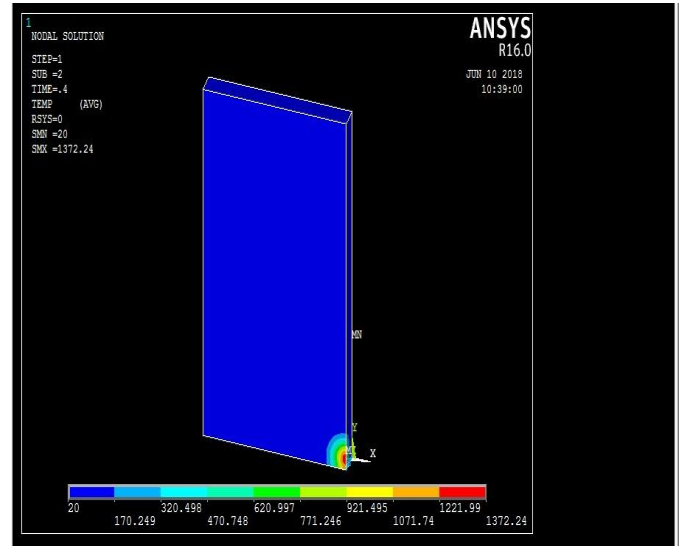 1
NODAL SOLUTION
STEP=1
SUB =2
TIME=.4
TEMP (AVG)
RSYS=0
SMN =20
SMX =1372.24
ANSYS
R16.0
JUN 10 2018
10:39:00
MN
Y
X
20 320.498 620.997 921.495 1221.99
170.249 470.748 771.246 1071.74 1372.24